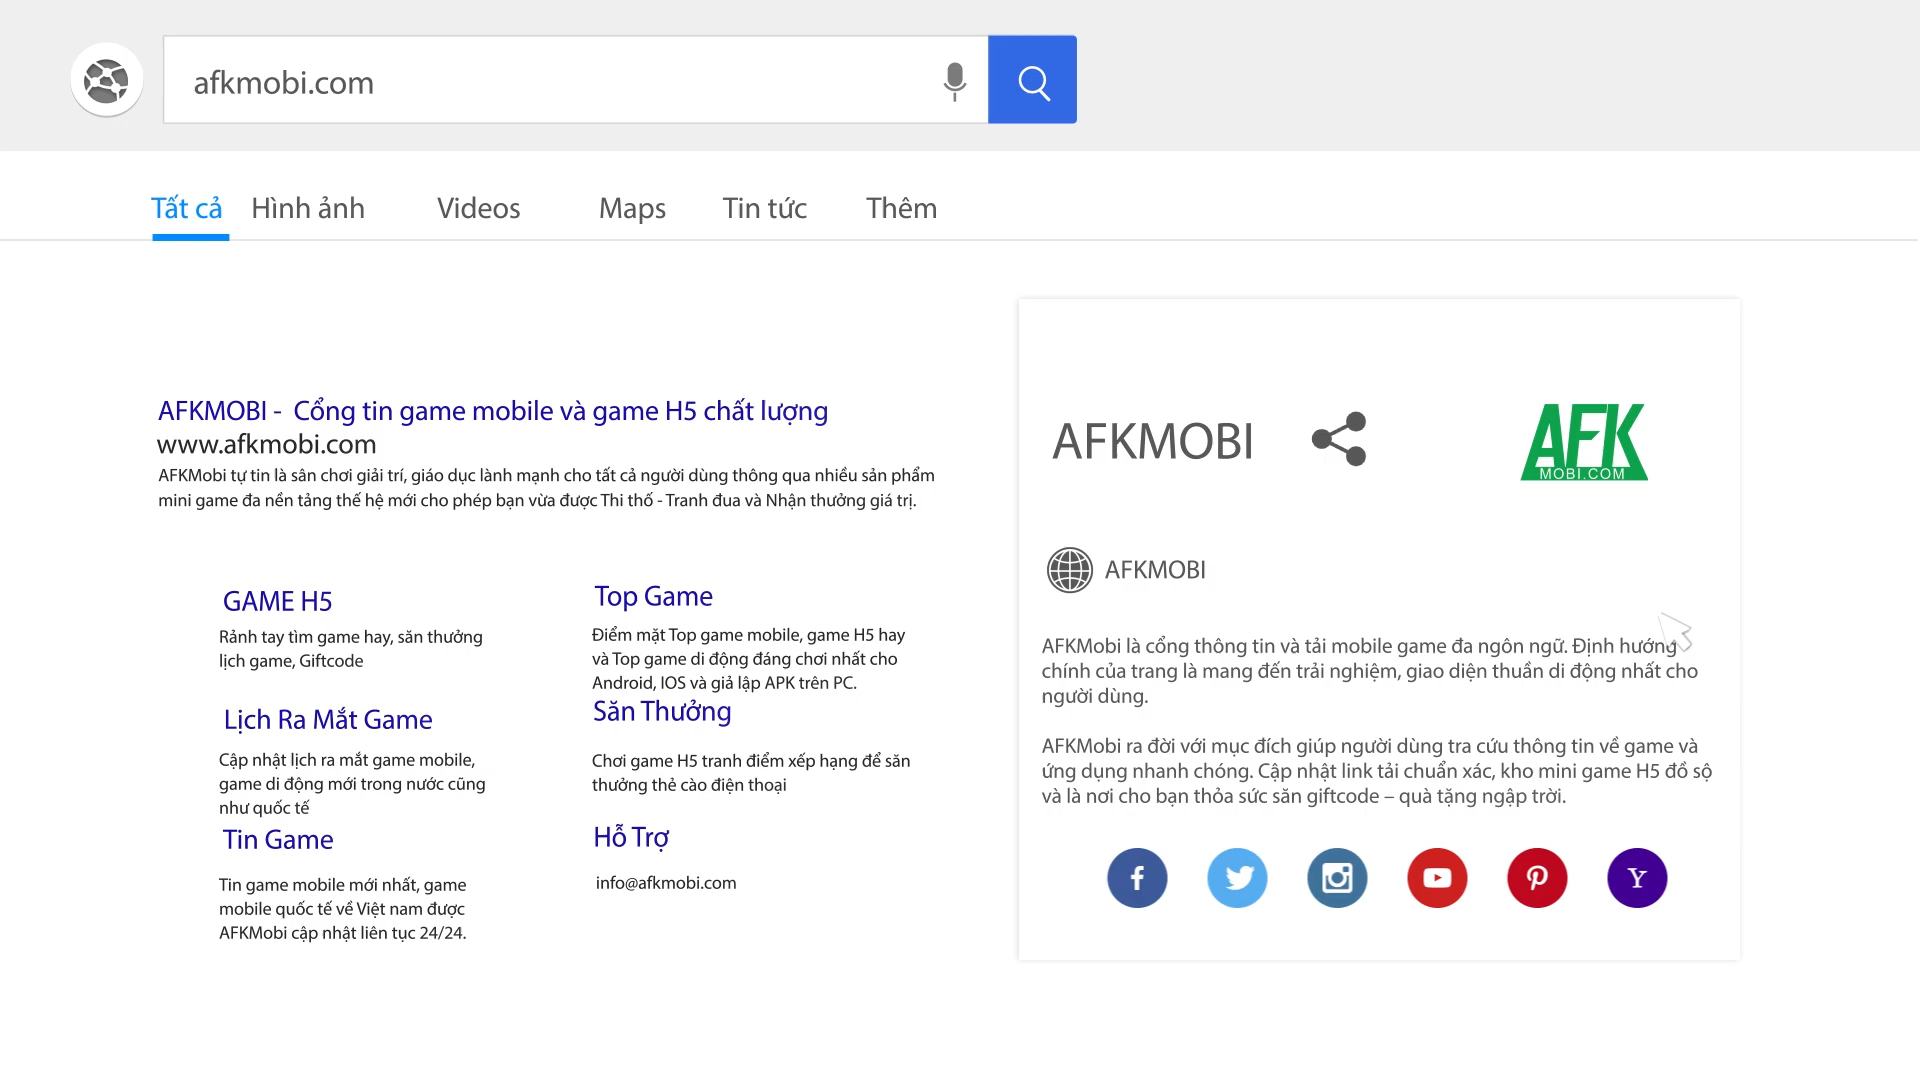 afkmobi.com
Tất cả Hình ảnh Videos Maps Tin tức Thêm
AFKMOBI - Cổng tin game mobile và game H5 chất lượng
www.afkmobi.com
AFKMobi tự tin là sân chơi giải trí, giáo dục lành mạnh cho tất cả người dùng thông qua nhiều sản phẩm
mini game đa nền tảng thế hệ mới cho phép bạn vừa được Thi thố - Tranh đua và Nhận thưởng giá trị.
GAME H5
Rảnh tay tìm game hay, săn thưởng
lịch game, Giftcode
Lịch Ra Mắt Game
Cập nhật lịch ra mắt game mobile,
game di động mới trong nước cũng
như quốc tế
Tin Game
Tin game mobile mới nhất, game
mobile quốc tế về Việt nam được
AFKMobi cập nhật liên tục 24/24.
Top Game
Điểm mặt Top game mobile, game H5 hay
và Top game di động đáng chơi nhất cho
Android, IOS và giả lập APK trên PC.
Săn Thưởng
Chơi game H5 tranh điểm xếp hạng để săn
thưởng thẻ cào điện thoại
Hỗ Trợ
info@afkmobi.com
AFKMOBI
AFK
MOBI.COM
AFKMOBI
AFKMobi là cổng thông tin và tải mobile game đa ngôn ngữ. Định hướng
chính của trang là mang đến trải nghiệm, giao diện thuần di động nhất cho
người dùng.
AFKMobi ra đời với mục đích giúp người dùng tra cứu thông tin về game và
ứng dụng nhanh chóng. Cập nhật link tải chuẩn xác, kho mini game H5 đồ sộ
và là nơi cho bạn thỏa sức săn giftcode – quà tặng ngập trời.